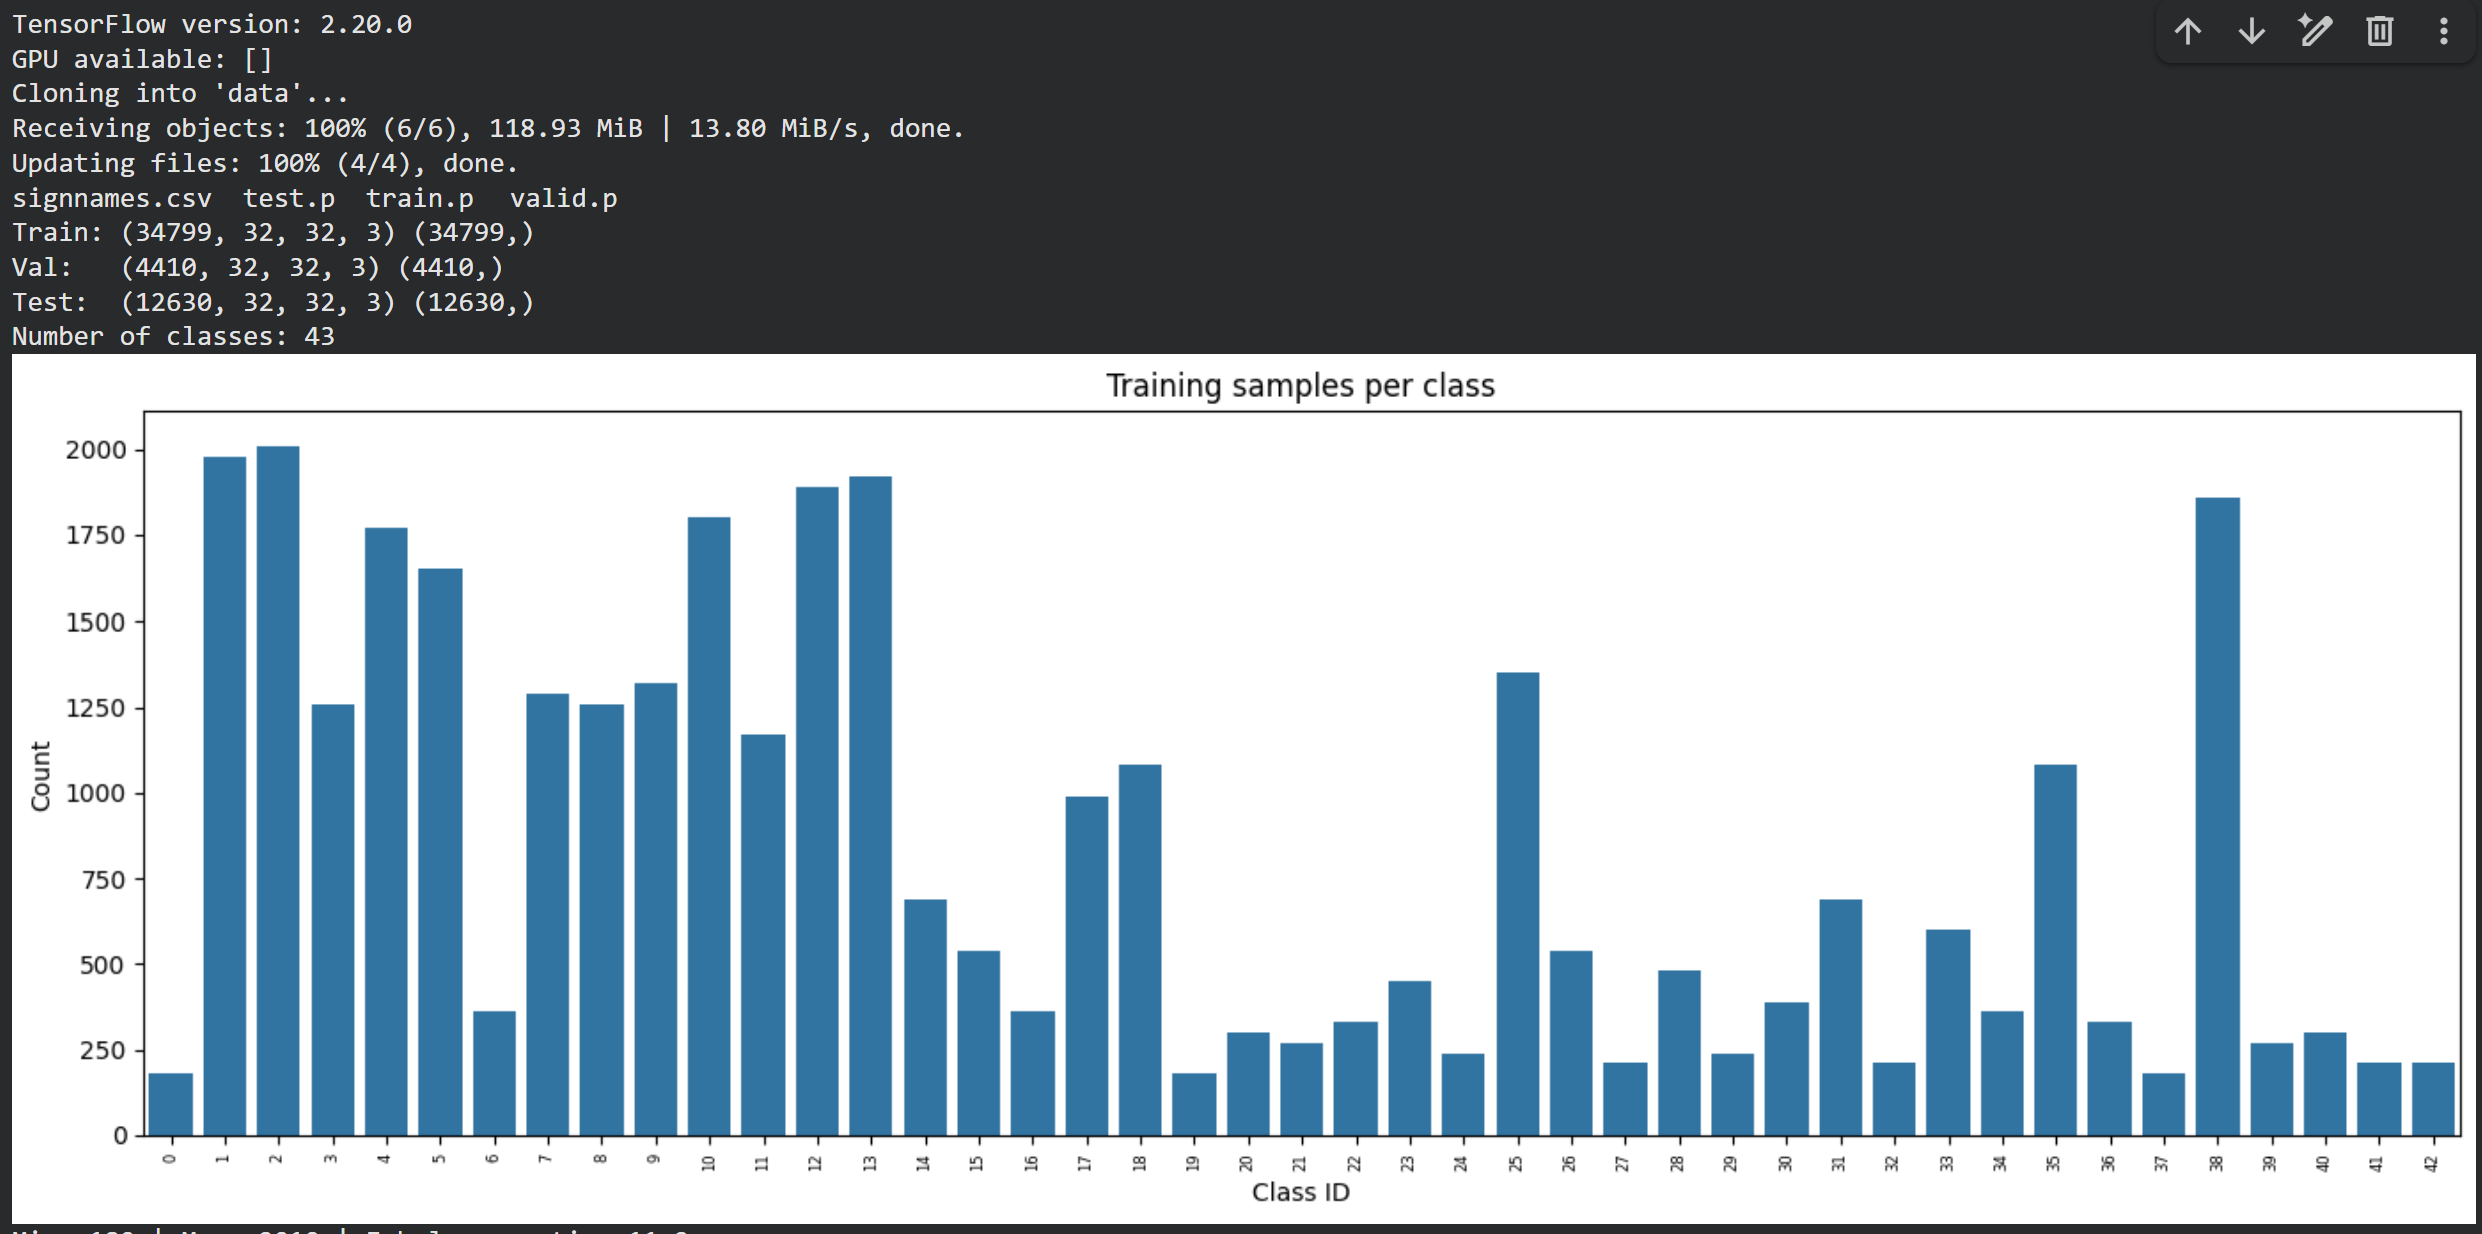 TensorFlow version: 2.20.0
GPU available: []
Cloning into 'data'...
Receiving objects: 100% (6/6), 118.93 MiB | 13.80 MiB/s, done.
Updating files: 100% (4/4), done.
signnames.csv  test.p  train.p  valid.p
Train: (34799, 32, 32, 3) (34799,)
Val:   (4410, 32, 32, 3) (4410,)
Test:  (12630, 32, 32, 3) (12630,)
Number of classes: 43
Training samples per class
2000
1750
1500
1250
1000
750
500
250
0
Count
0 1 2 3 4 5 6 7 8 9 10 11 12 13 14 15 16 17 18 19 20 21 22 23 24 25 26 27 28 29 30 31 32 33 34 35 36 37 38 39 40 41 42
Class ID